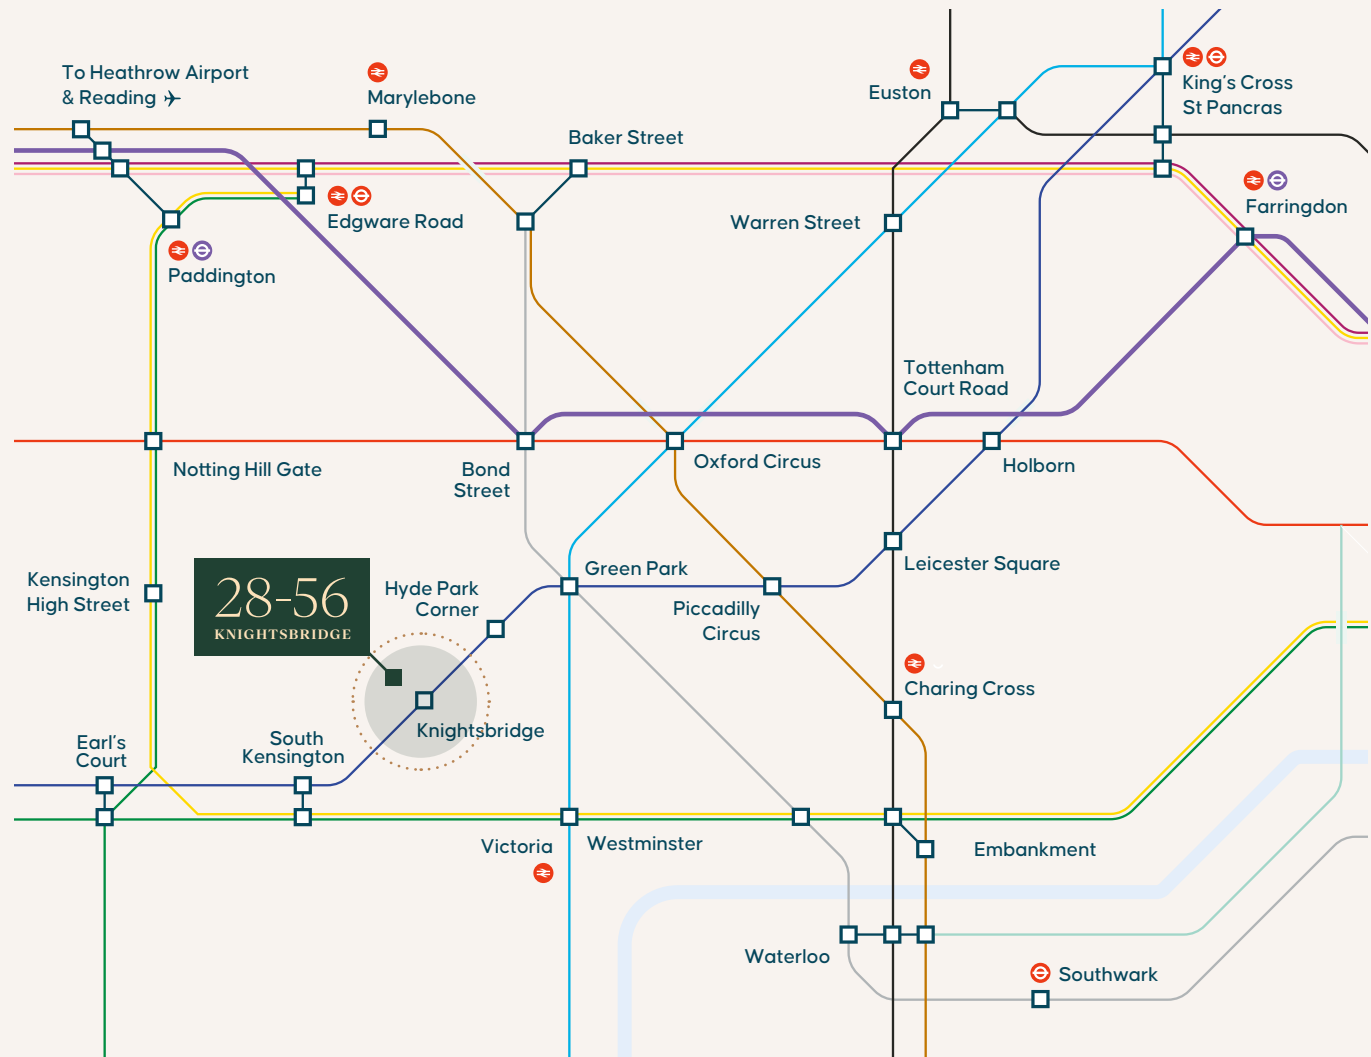 To Heathrow Airport
& Reading
Marylebone
Baker Street
Euston
King's Cross
St Pancras
Edgware Road
Warren Street
Farringdon
Paddington
Tottenham
Court Road
Notting Hill Gate
Bond
Street
Oxford Circus
Holborn
Kensington
High Street
28-56
KNIGHTSBRIDGE
Hyde Park
Corner
Green Park
Piccadilly
Circus
Leicester Square
Charing Cross
Knightsbridge
Earl's
Court
South
Kensington
Victoria
Westminster
Embankment
Waterloo
Southwark